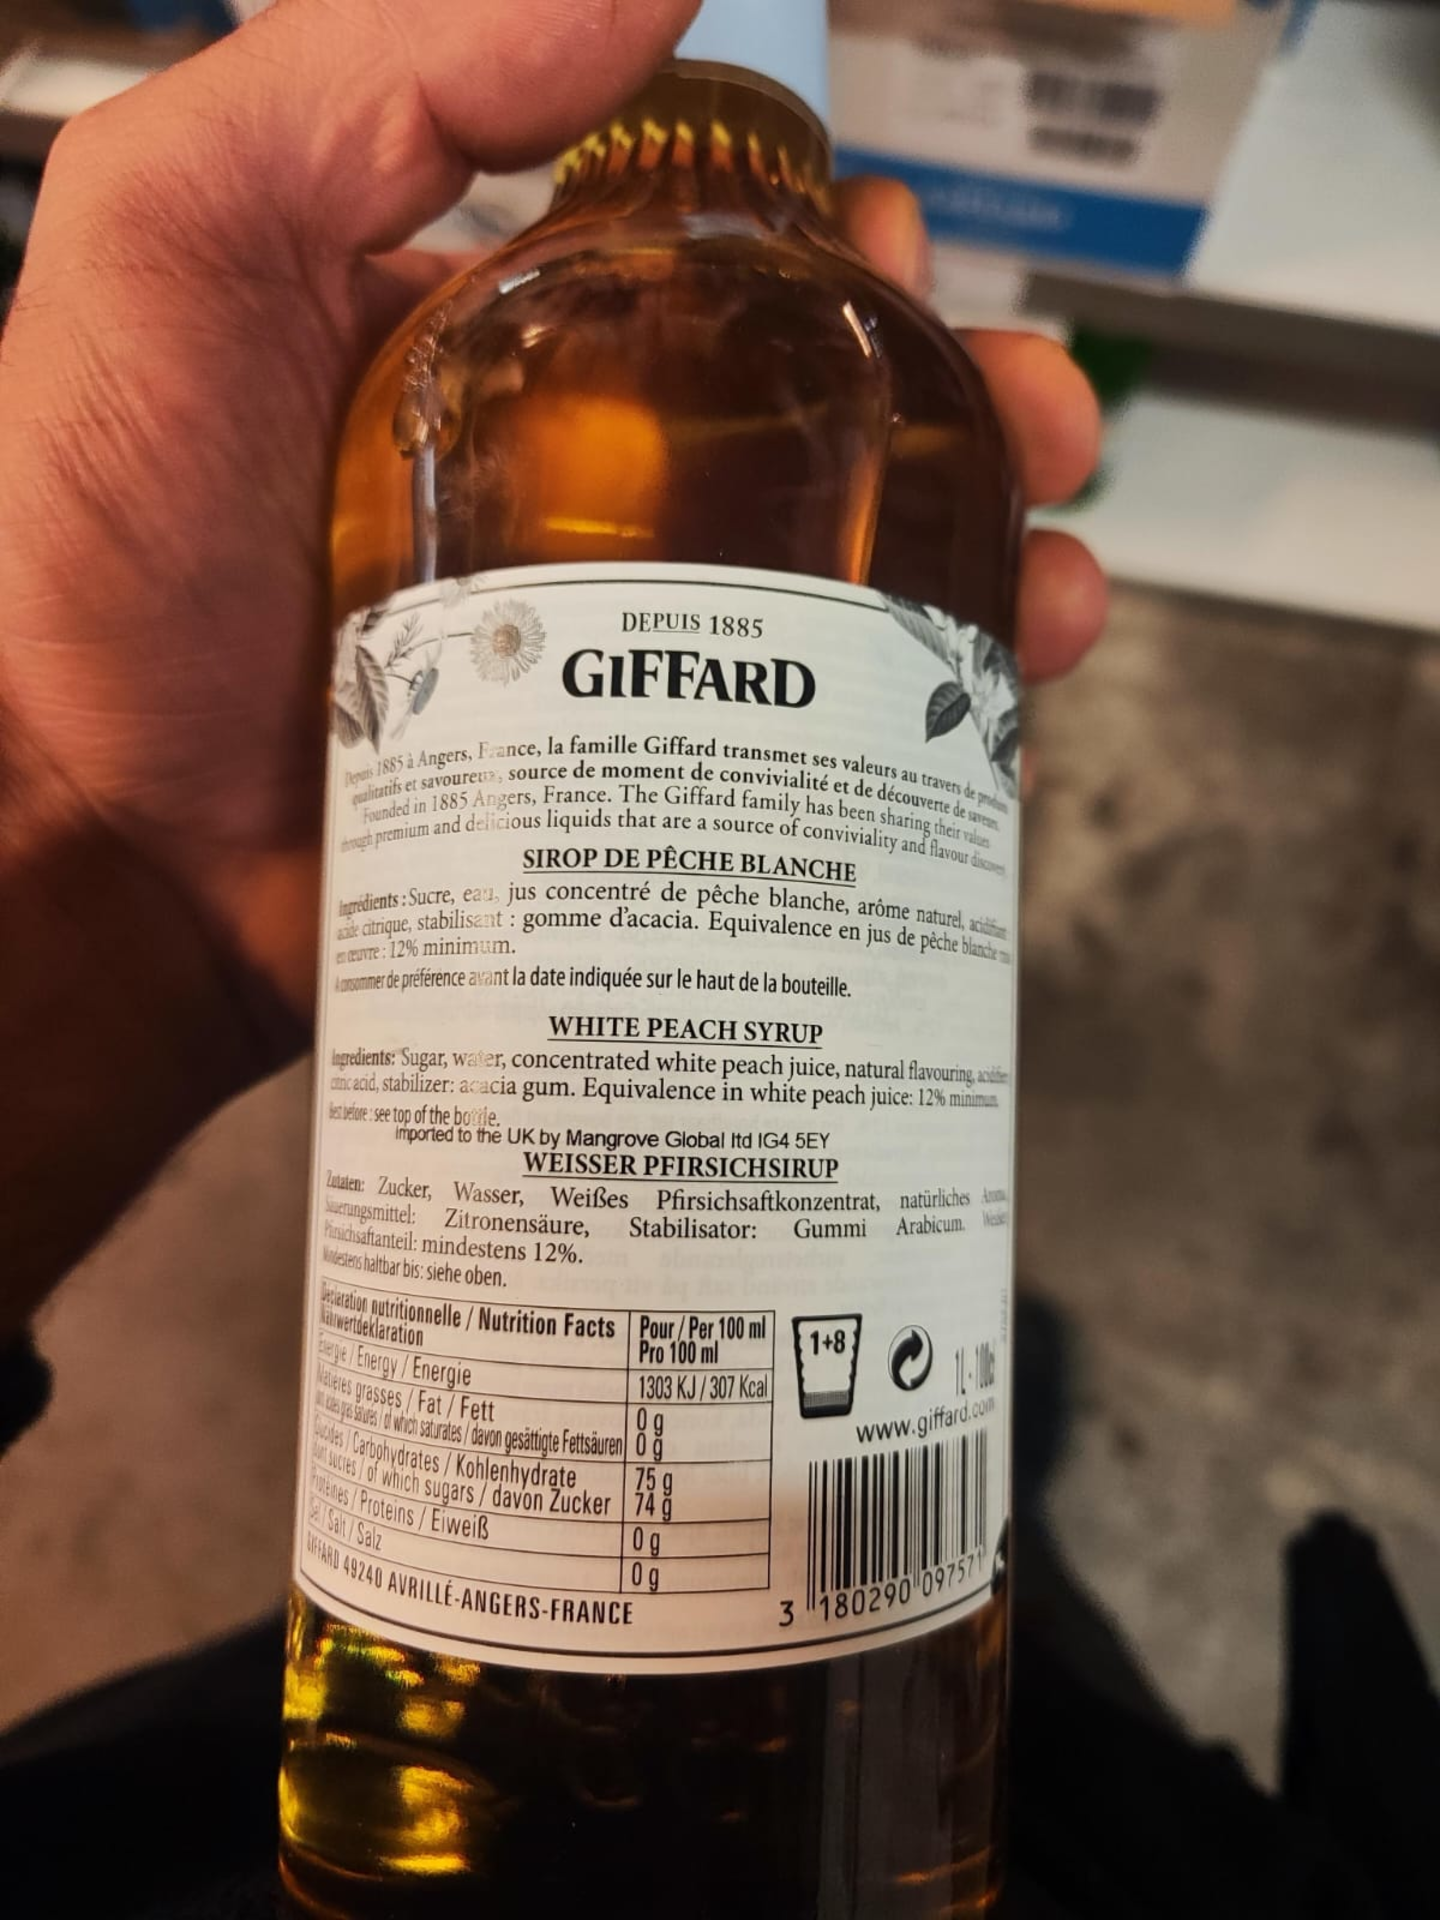 DEPUIS 1885
GIFFARD
Depuis 1885 à Angers, France, la famille Giffard transmet ses valeurs au travers de produits
qualitatifs et savoureux, source de moment de convivialité et de découverte de saveurs.
Founded in 1885 Angers, France. The Giffard family has been sharing their values
through premium and delicious liquids that are a source of conviviality and flavour discovery
SIROP DE PÊCHE BLANCHE
Ingrédients : Sucre, eau, jus concentré de pêche blanche, arôme naturel, acidifiant
acide citrique, stabilisant : gomme d'acacia. Equivalence en jus de pêche blanche
en œuvre : 12% minimum.
A consommer de préférence avant la date indiquée sur le haut de la bouteille.
WHITE PEACH SYRUP
Ingredients: Sugar, water, concentrated white peach juice, natural flavouring, acidifier
citric acid, stabilizer: acacia gum. Equivalence in white peach juice: 12% minimum.
Best before : see top of the bottle.
Imported to the UK by Mangrove Global ltd IG4 5EY
WEISSER PFIRSICHSIRUP
Zutaten: Zucker, Wasser, Weißes Pfirsichsaftkonzentrat, natürliches Aroma,
Säuerungsmittel: Zitronensäure, Stabilisator: Gummi Arabicum. Weißer
Pfirsichsaftanteil: mindestens 12%.
Mindestens haltbar bis: siehe oben.
Déclaration nutritionnelle / Nutrition Facts
Nährwertdeklaration
Pour / Per 100 ml
Pro 100 ml
Energie / Energy / Energie 1303 KJ / 307 Kcal
Matières grasses / Fat / Fett 0 g
dont acides gras saturés / of which saturates / davon gesättigte Fettsäuren 0 g
Glucides / Carbohydrates / Kohlenhydrate 75 g
dont sucres / of which sugars / davon Zucker 74 g
Protéines / Proteins / Eiweiß 0 g
Sel / Salt / Salz 0 g
GIFFARD 49240 AVRILLÉ-ANGERS-FRANCE
1+8
1L - 100cl
www.giffard.com
3 180290 097571